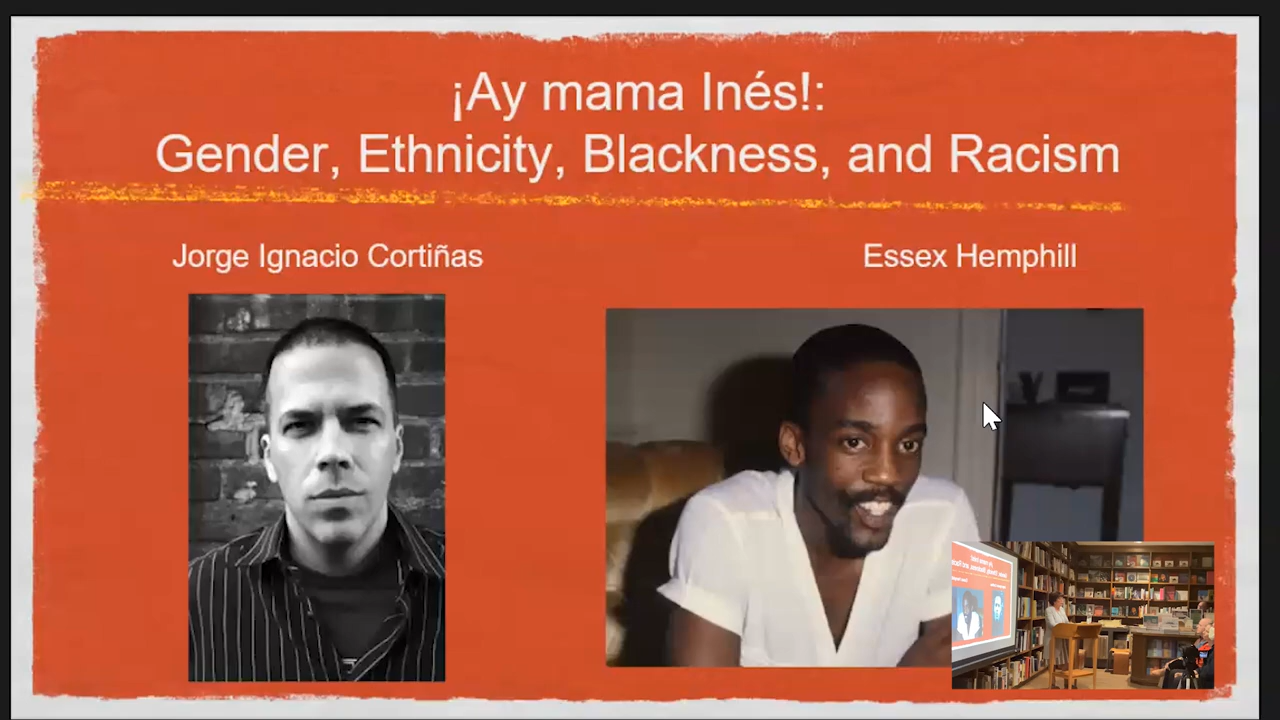 ¡Ay mama Inés!:
Gender, Ethnicity, Blackness, and Racism
Jorge Ignacio Cortiñas
Essex Hemphill